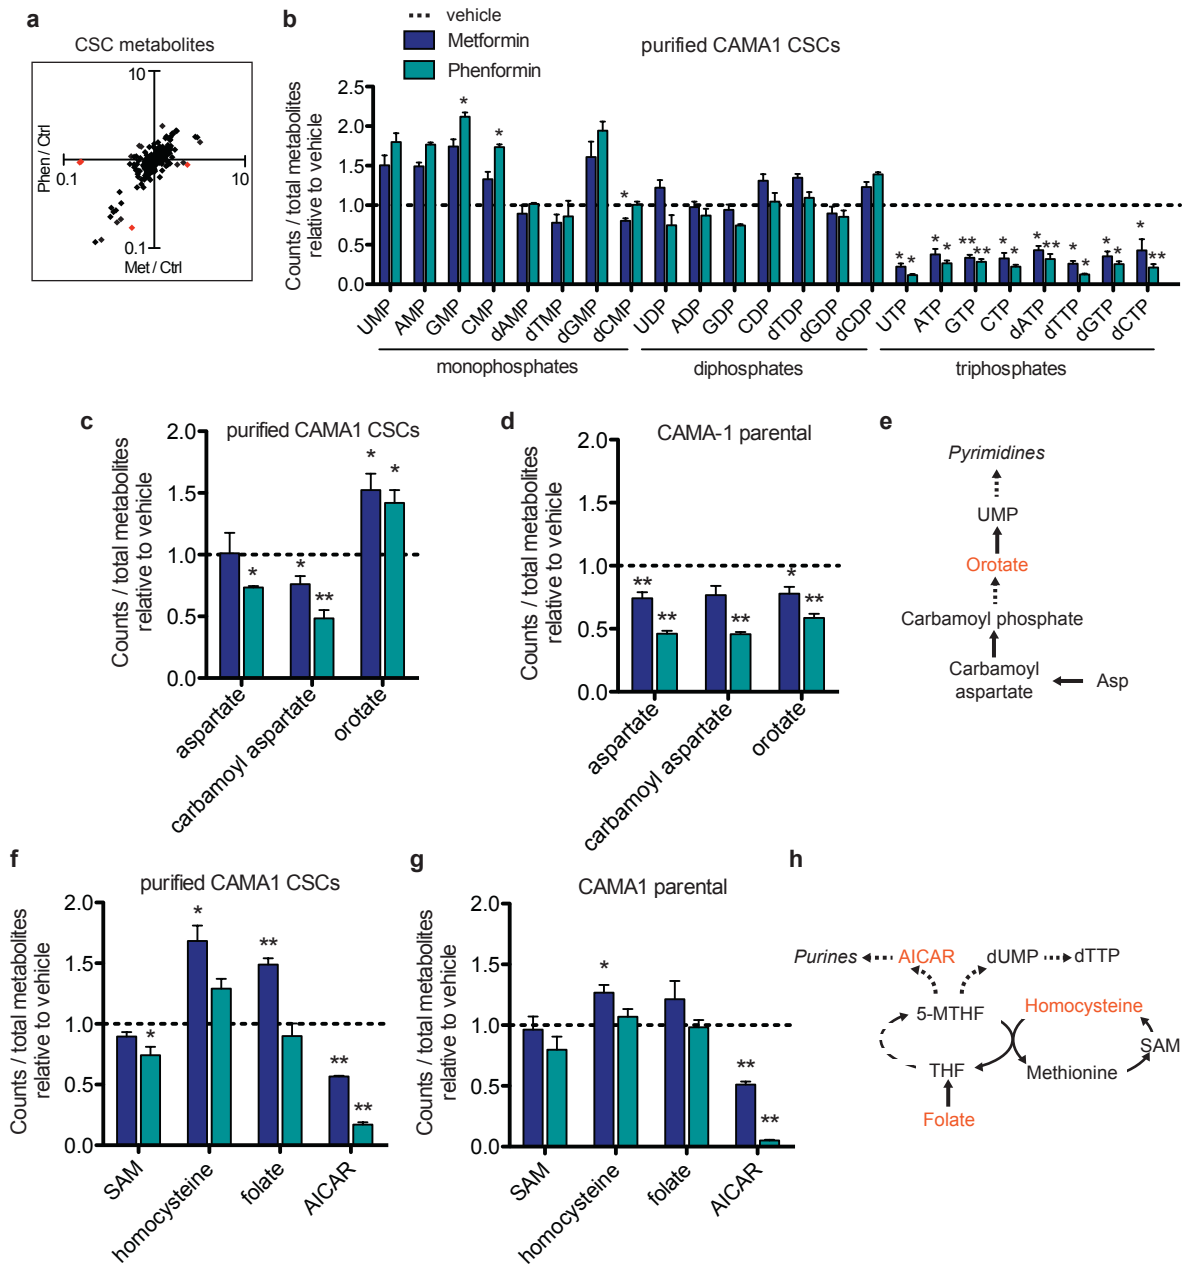 a
CSC metabolites
10
Phen / Ctrl
0.1
10
0.1
Met / Ctrl
b
vehicle
Metformin
Phenformin
purified CAMA1 CSCs
Counts / total metabolites
relative to vehicle
2.5
2.0
1.5
1.0
0.5
0.0
* * * * * * * ** ** * * * ** * * * * * **
UMP AMP GMP CMP dAMP dTMP dGMP dCMP UDP ADP GDP CDP dTDP dGDP dCDP UTP ATP GTP CTP dATP dTTP dGTP dCTP
monophosphates
diphosphates
triphosphates
c
purified CAMA1 CSCs
Counts / total metabolites
relative to vehicle
2.0
1.5
1.0
0.5
0.0
* * ** * *
aspartate
carbamoyl aspartate
orotate
d
CAMA-1 parental
Counts / total metabolites
relative to vehicle
2.0
1.5
1.0
0.5
0.0
** ** ** * **
aspartate
carbamoyl aspartate
orotate
e
Pyrimidines
UMP
Orotate
Carbamoyl phosphate
Carbamoyl
aspartate
Asp
f
purified CAMA1 CSCs
Counts / total metabolites
relative to vehicle
2.0
1.5
1.0
0.5
0.0
* * ** ** **
SAM
homocysteine
folate
AICAR
g
CAMA1 parental
Counts / total metabolites
relative to vehicle
2.0
1.5
1.0
0.5
0.0
* ** **
SAM
homocysteine
folate
AICAR
h
Purines
AICAR
dUMP
dTTP
5-MTHF
Homocysteine
SAM
THF
Methionine
Folate